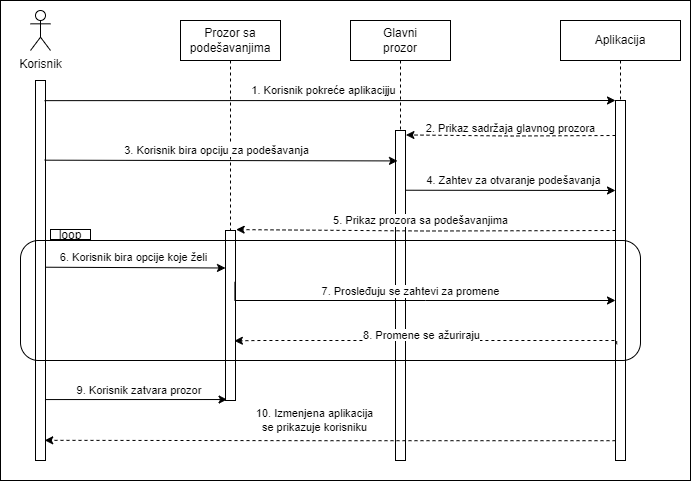 Korisnik
Prozor sa
podešavanjima
Glavni
prozor
Aplikacija
1. Korisnik pokreće aplikacijju
2. Prikaz sadržaja glavnog prozora
3. Korisnik bira opciju za podešavanja
4. Zahtev za otvaranje podešavanja
5. Prikaz prozora sa podešavanjima
loop
6. Korisnik bira opcije koje želi
7. Prosleđuju se zahtevi za promene
8. Promene se ažuriraju
9. Korisnik zatvara prozor
10. Izmenjena aplikacija
se prikazuje korisniku